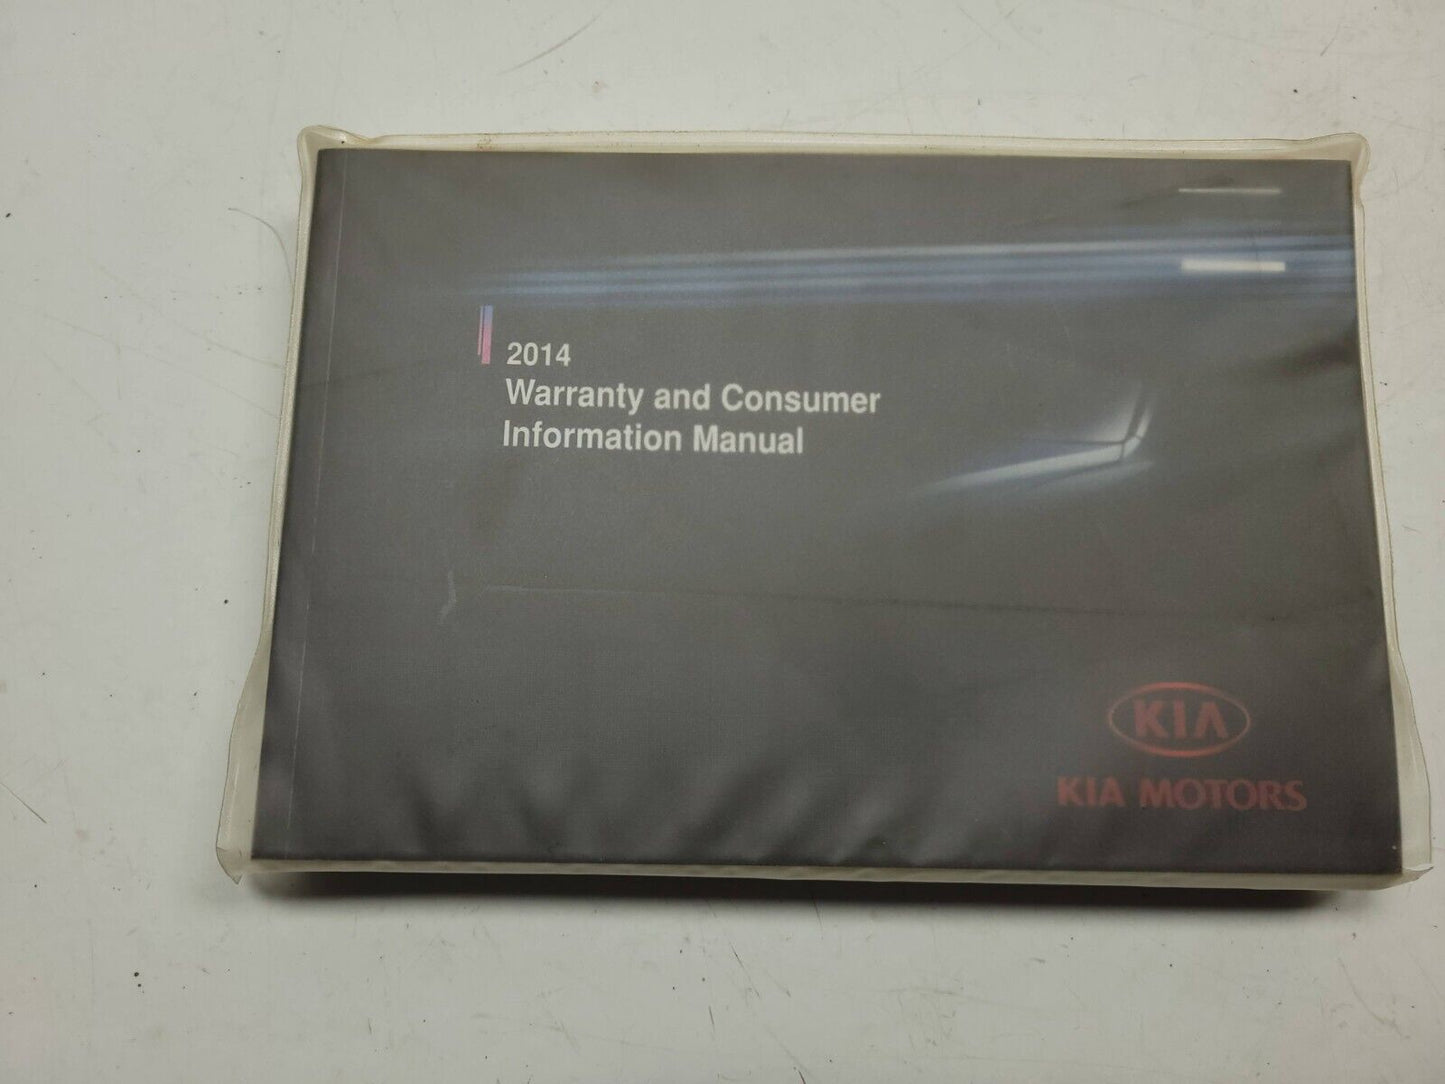 2014
Warranty and Consumer
Information Manual
KIA
KIA MOTORS